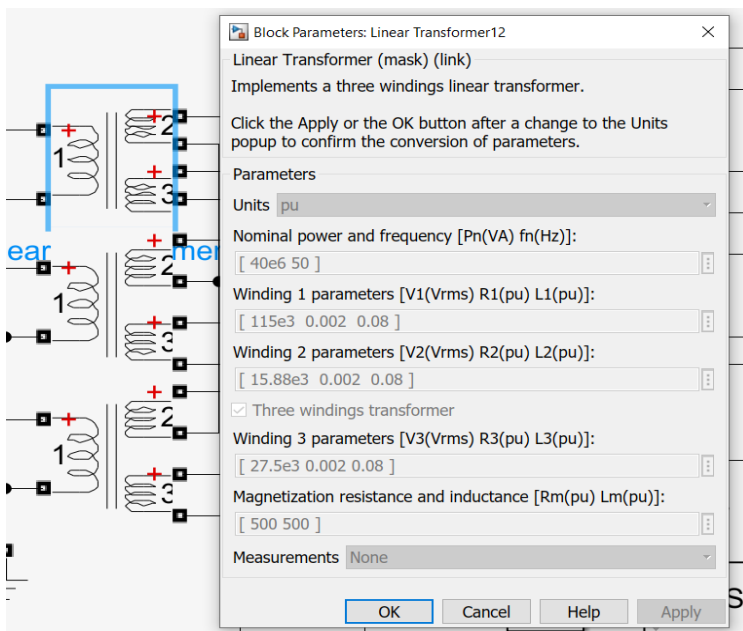 Block Parameters: Linear Transformer12
Linear Transformer (mask) (link)
Implements a three windings linear transformer.
Click the Apply or the OK button after a change to the Units
popup to confirm the conversion of parameters.
Parameters
Units pu
Nominal power and frequency [Pn(VA) fn(Hz)]:
[ 40e6 50 ]
Winding 1 parameters [V1(Vrms) R1(pu) L1(pu)]:
[ 115e3 0.002 0.08 ]
Winding 2 parameters [V2(Vrms) R2(pu) L2(pu)]:
[ 15.88e3 0.002 0.08 ]
Three windings transformer
Winding 3 parameters [V3(Vrms) R3(pu) L3(pu)]:
[ 27.5e3 0.002 0.08 ]
Magnetization resistance and inductance [Rm(pu) Lm(pu)]:
[ 500 500 ]
Measurements None
OK Cancel Help Apply
+ + 2
1
+ 3
ear mer
+ + 2
1
+ 3
+ + 2
1
+ 3
S